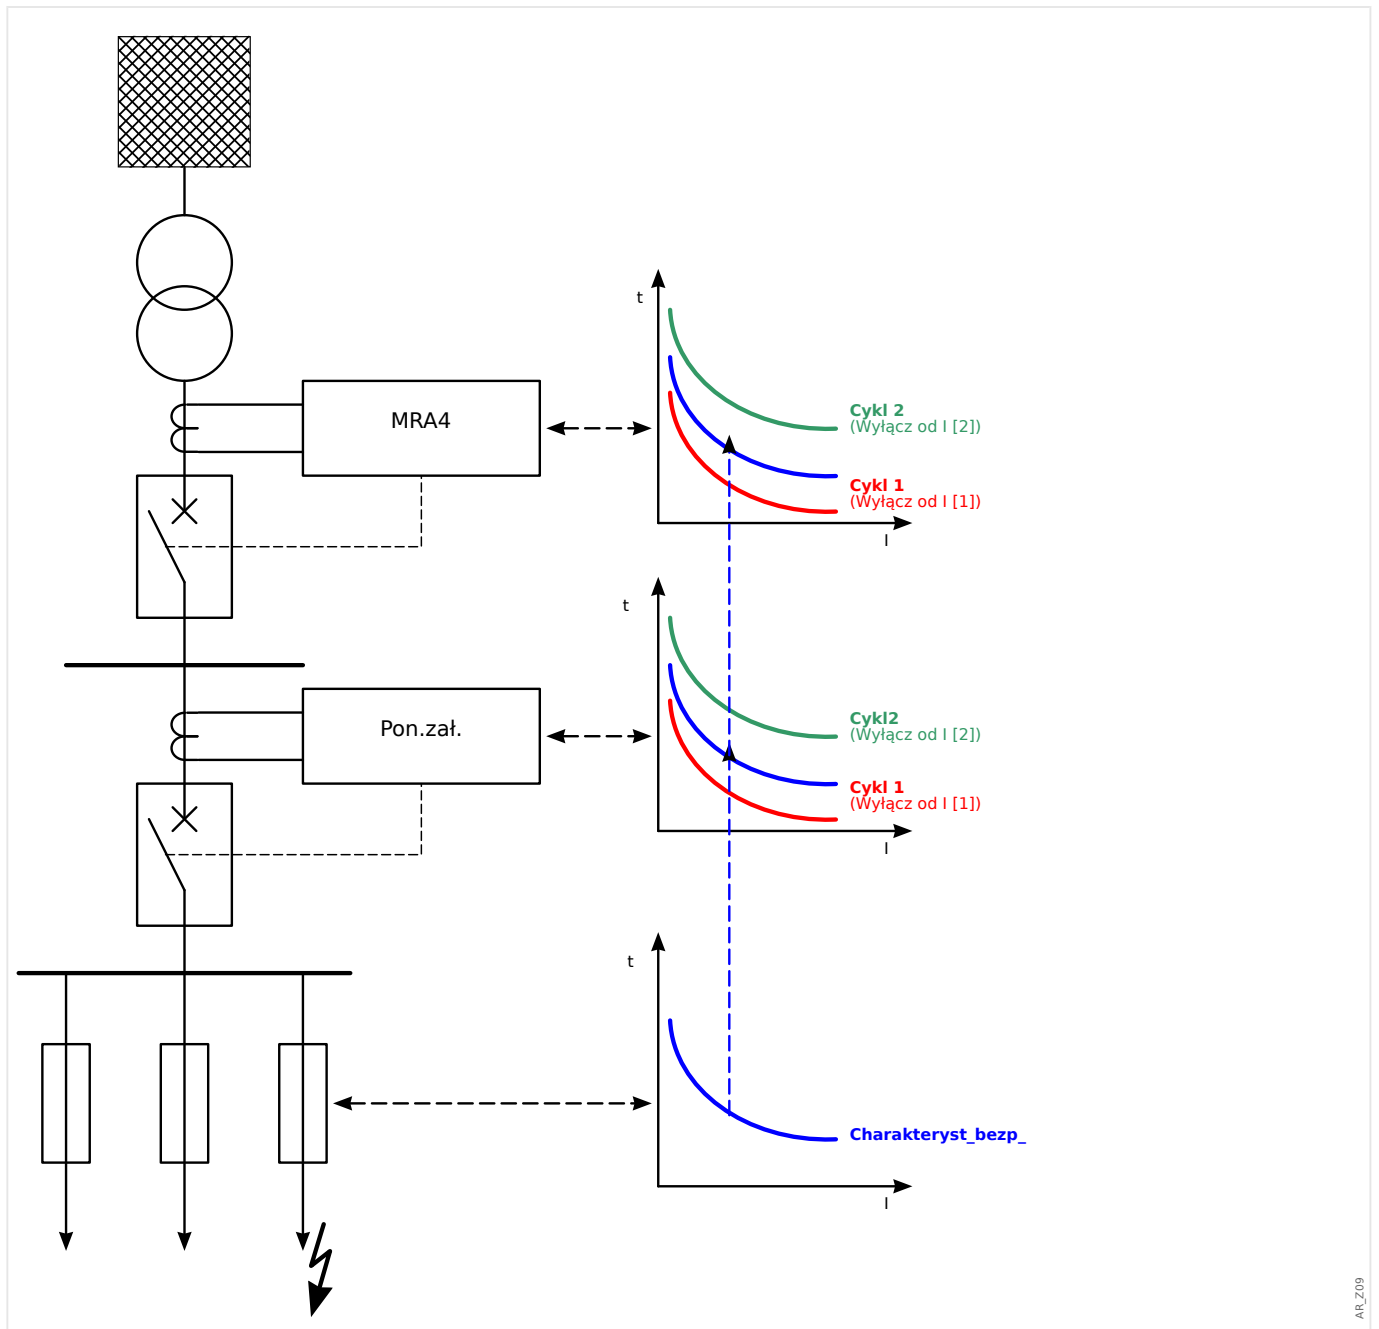 t
MRA4
Cykl 2
(Wyłącz od I [2])
Cykl 1
(Wyłącz od I [1])
I
t
Pon.zał.
Cykl2
(Wyłącz od I [2])
Cykl 1
(Wyłącz od I [1])
I
t
Charakteryst_bezp_
I
AR_Z09